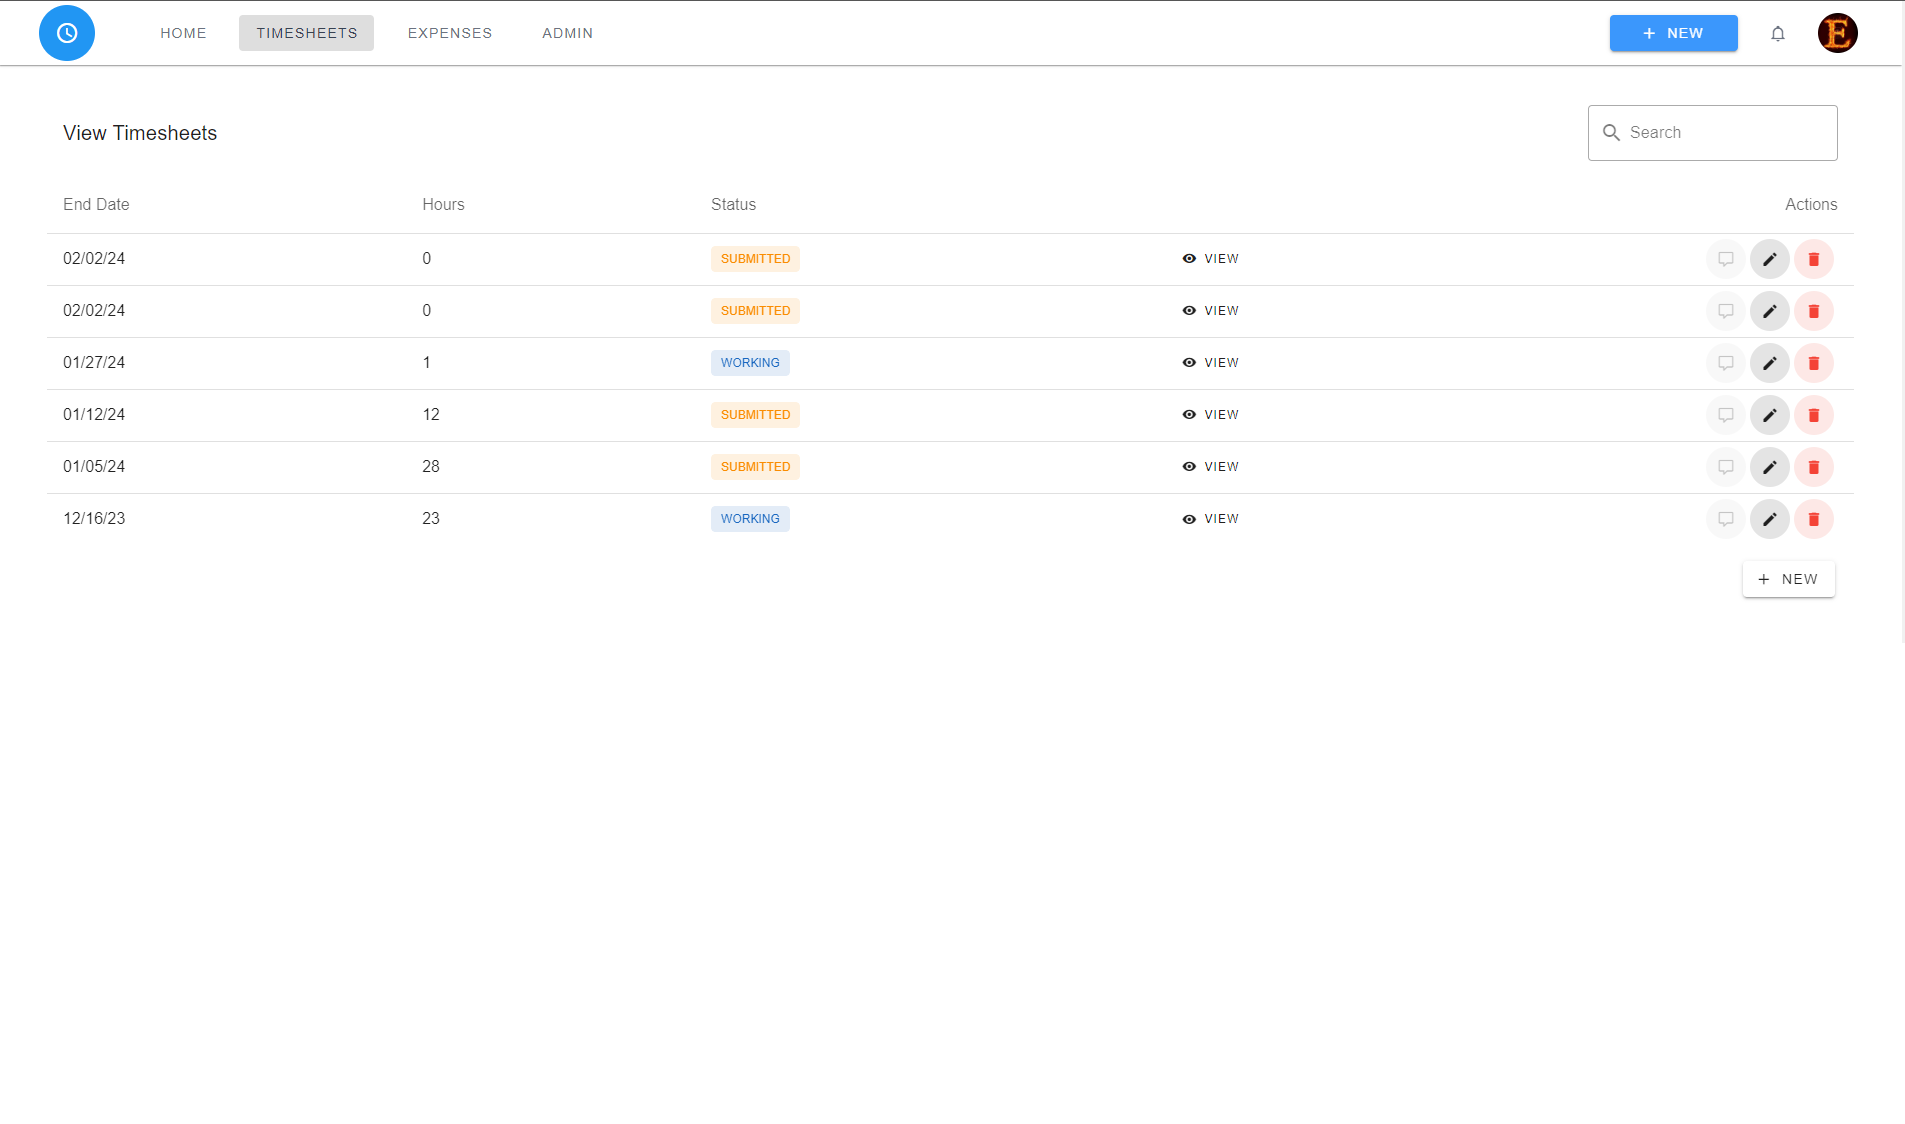 HOME TIMESHEETS EXPENSES ADMIN + NEW E
View Timesheets Search
End Date Hours Status Actions
02/02/24 0 SUBMITTED VIEW
02/02/24 0 SUBMITTED VIEW
01/27/24 1 WORKING VIEW
01/12/24 12 SUBMITTED VIEW
01/05/24 28 SUBMITTED VIEW
12/16/23 23 WORKING VIEW
+ NEW